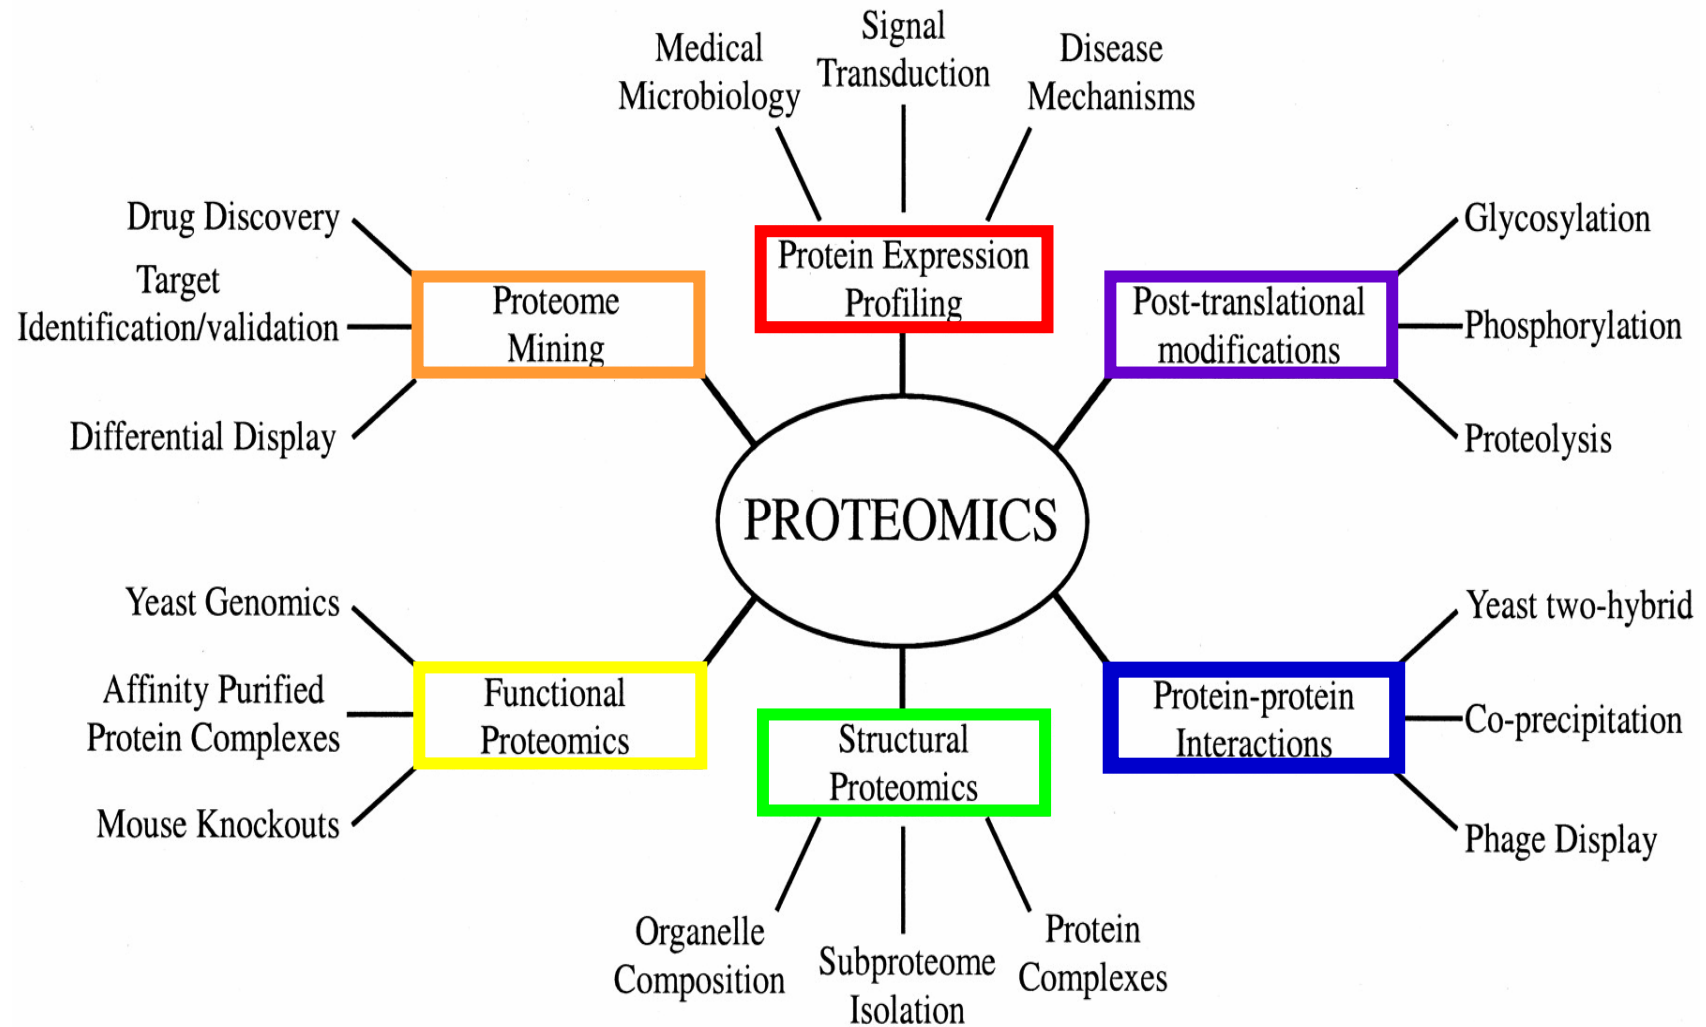 Medical
Microbiology
Signal
Transduction
Disease
Mechanisms
Drug Discovery
Target
Identification/validation
Differential Display
Proteome
Mining
Protein Expression
Profiling
Post-translational
modifications
Glycosylation
Phosphorylation
Proteolysis
PROTEOMICS
Yeast Genomics
Affinity Purified
Protein Complexes
Mouse Knockouts
Functional
Proteomics
Structural
Proteomics
Protein-protein
Interactions
Yeast two-hybrid
Co-precipitation
Phage Display
Organelle
Composition
Subproteome
Isolation
Protein
Complexes